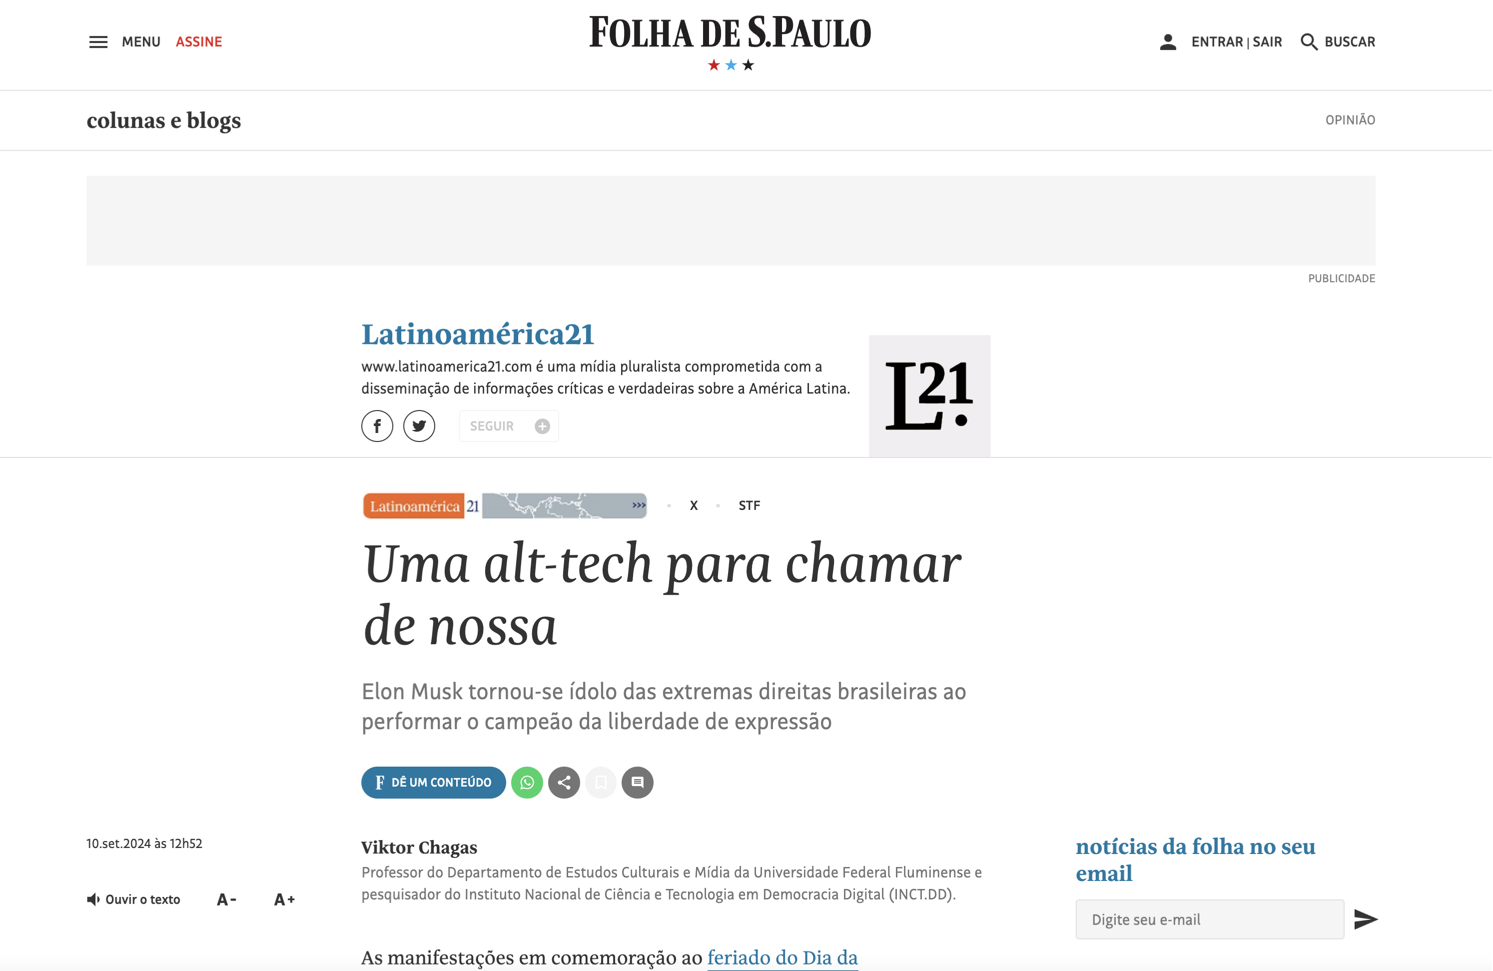 MENU
ASSINE
FOLHA DE S.PAULO
ENTRAR | SAIR
BUSCAR
colunas e blogs
OPINIÃO
PUBLICIDADE
Latinoamérica21
www.latinoamerica21.com é uma mídia pluralista comprometida com a
disseminação de informações críticas e verdadeiras sobre a América Latina.
SEGUIR
L21.
Latinoamérica 21
X
STF
Uma alt-tech para chamar
de nossa
Elon Musk tornou-se ídolo das extremas direitas brasileiras ao
performar o campeão da liberdade de expressão
F DÊ UM CONTEÚDO
10.set.2024 às 12h52
Ouvir o texto
A-
A+
Viktor Chagas
Professor do Departamento de Estudos Culturais e Mídia da Universidade Federal Fluminense e
pesquisador do Instituto Nacional de Ciência e Tecnologia em Democracia Digital (INCT.DD).
As manifestações em comemoração ao feriado do Dia da
notícias da folha no seu
email
Digite seu e-mail